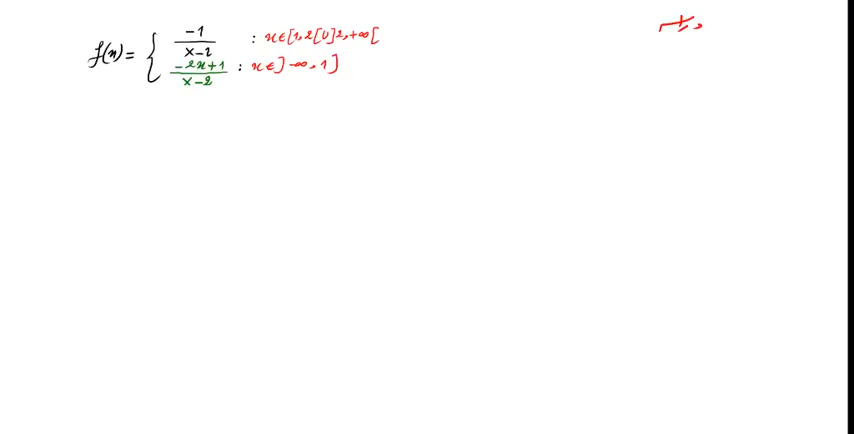 f(x) = { -1/(x-2) : x∈[1,2[∪]2,+∞[
(-2x+1)/(x-2) : x∈]-∞,1]